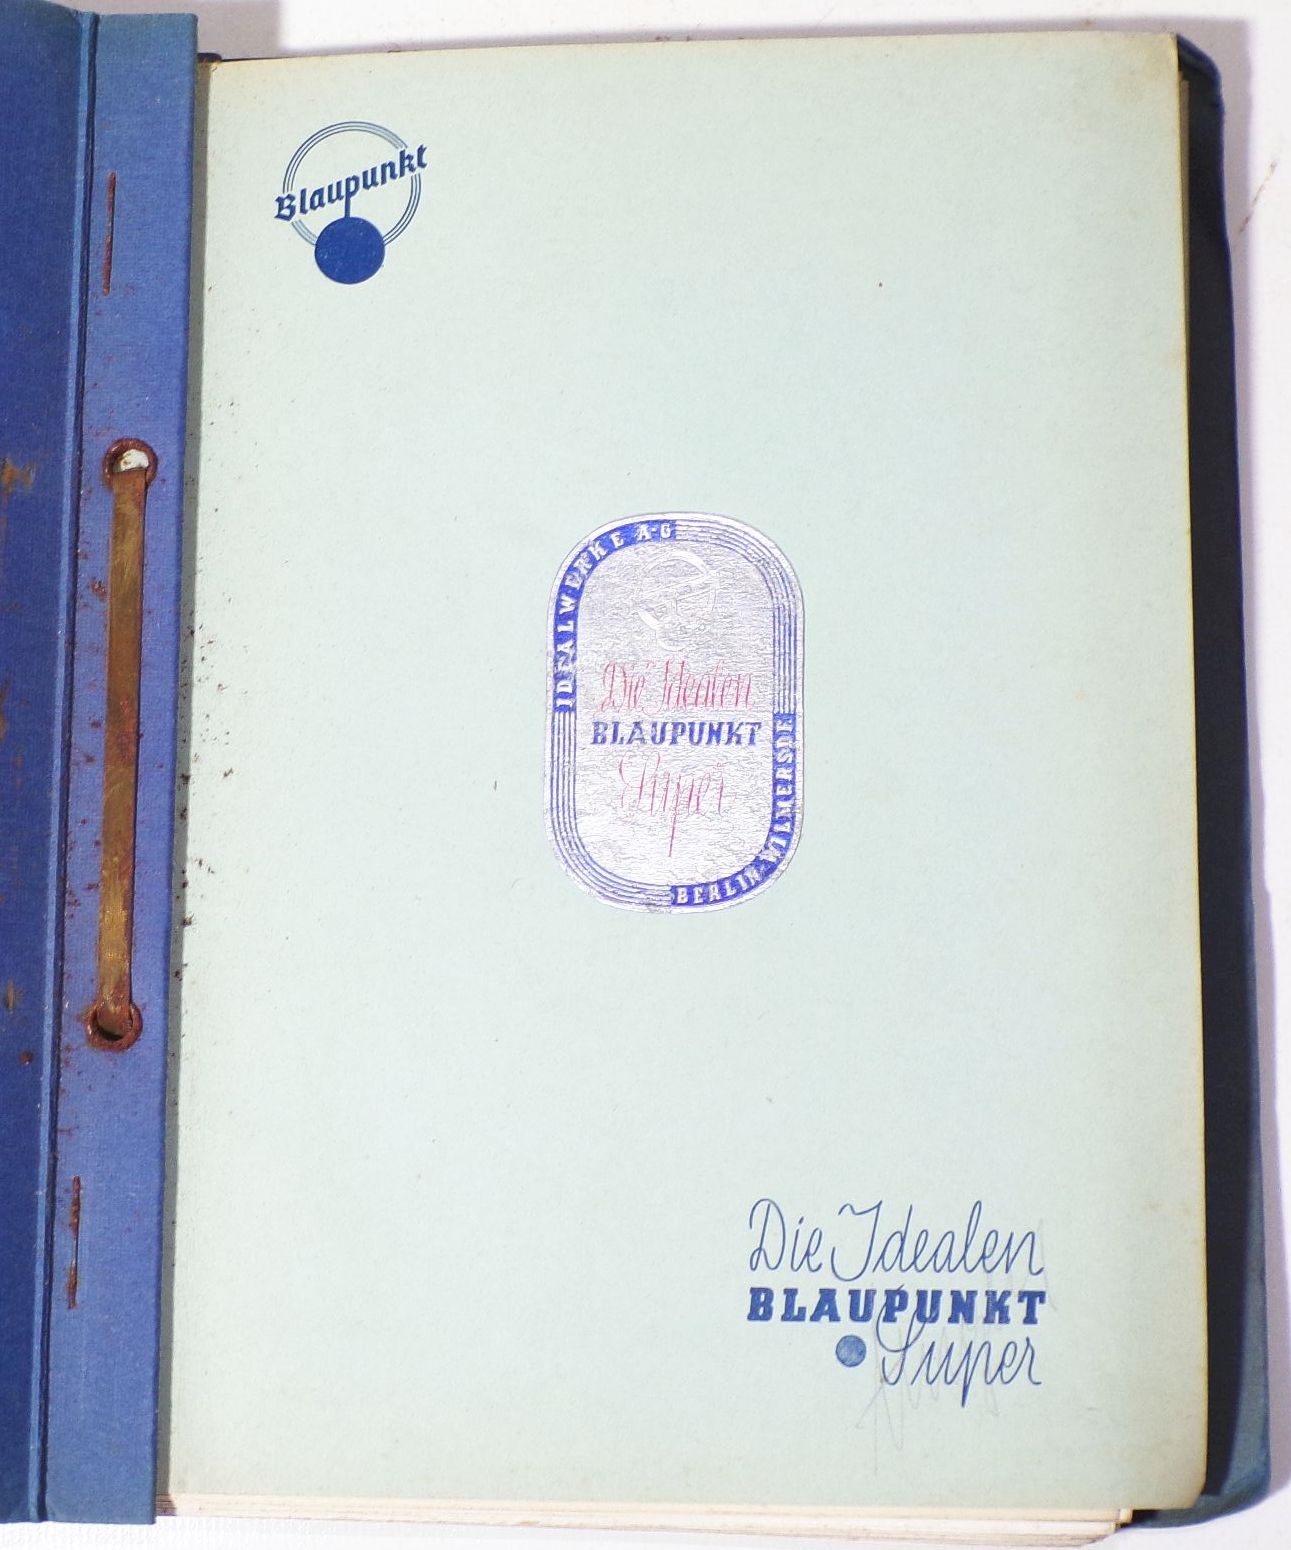 Blaupunkt
IDEALWERKE A·G
Die Idealen
BLAUPUNKT
Super
BERLIN-WILMERSDF
Die Idealen
BLAUPUNKT
Super